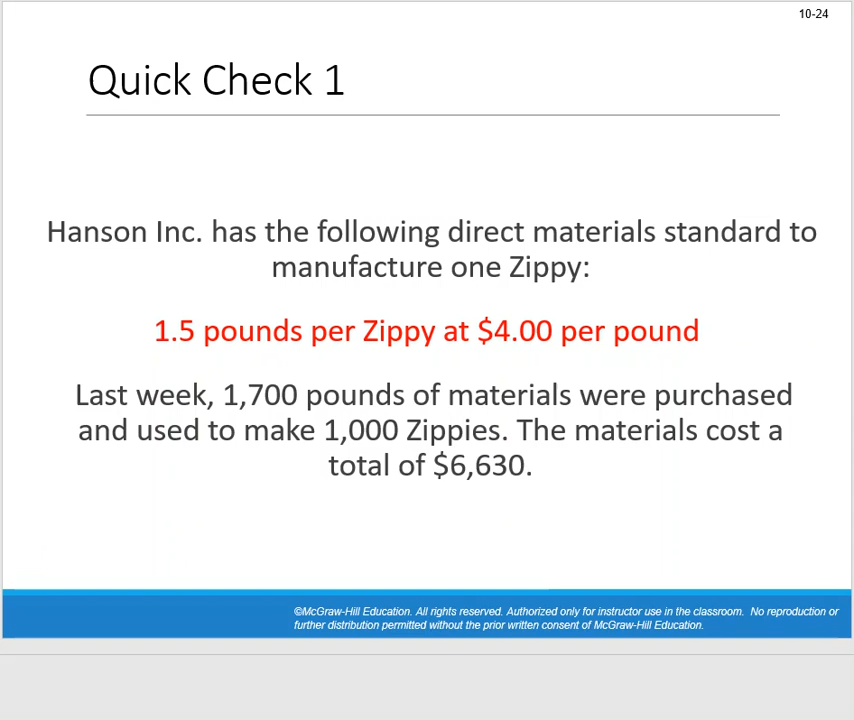 10-24
Quick Check 1
Hanson Inc. has the following direct materials standard to
manufacture one Zippy:
1.5 pounds per Zippy at $4.00 per pound
Last week, 1,700 pounds of materials were purchased
and used to make 1,000 Zippies. The materials cost a
total of $6,630.
©McGraw-Hill Education. All rights reserved. Authorized only for instructor use in the classroom. No reproduction or
further distribution permitted without the prior written consent of McGraw-Hill Education.